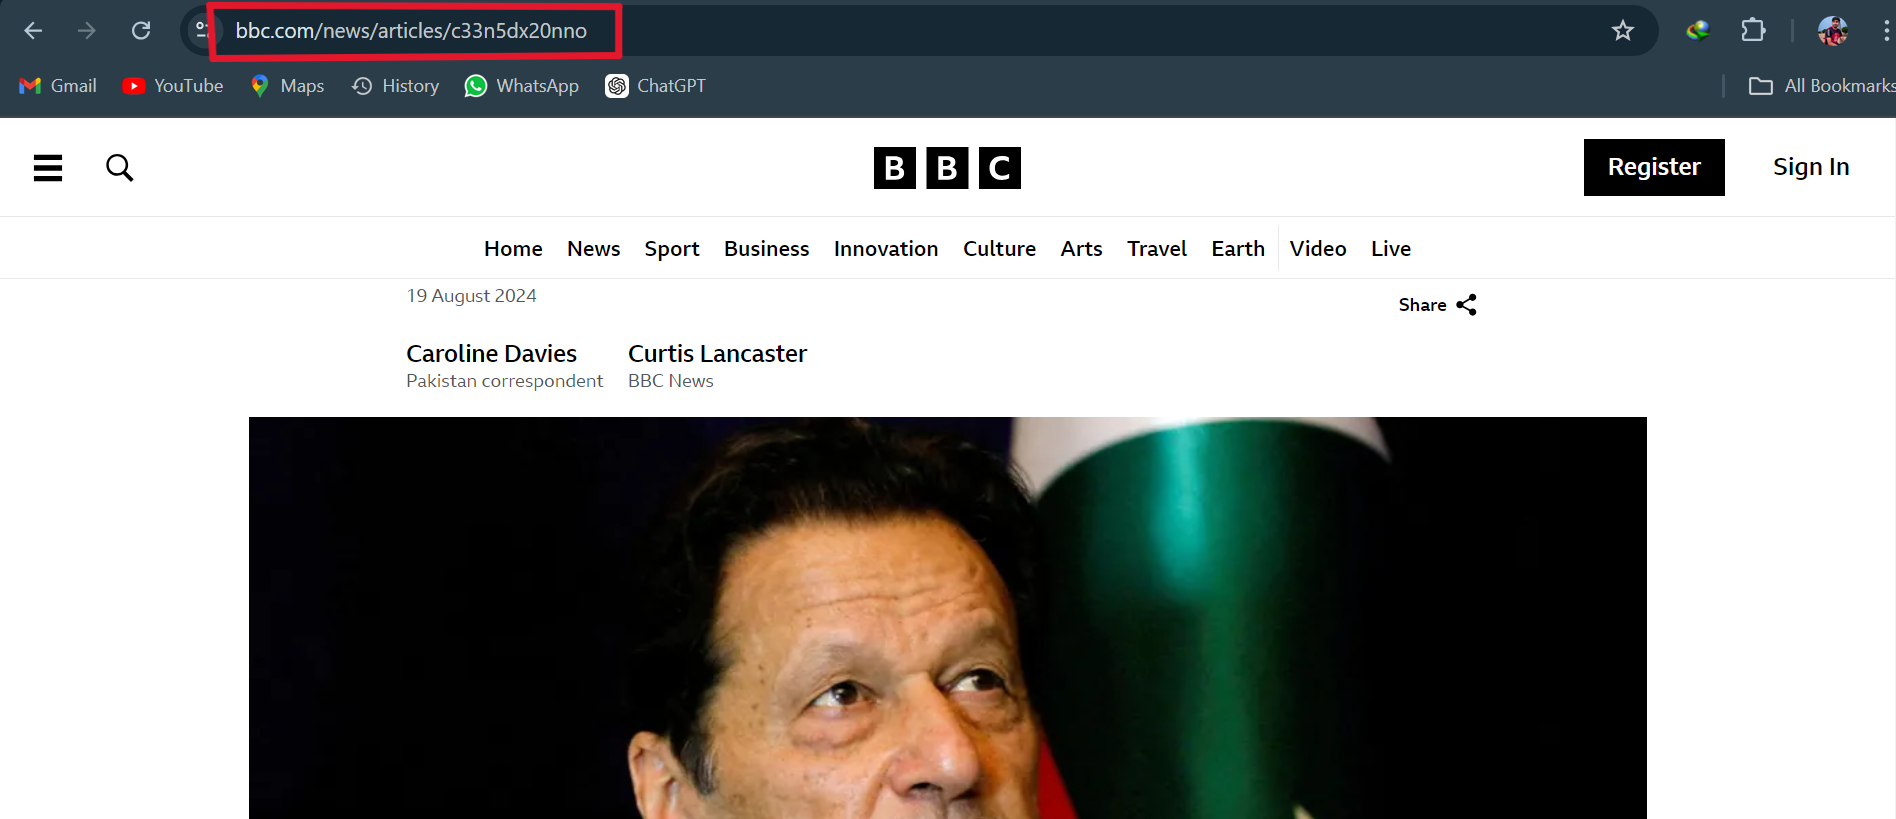 bbc.com/news/articles/c33n5dx20nno
Gmail YouTube Maps History WhatsApp ChatGPT All Bookmarks
BBC
Register Sign In
Home News Sport Business Innovation Culture Arts Travel Earth Video Live
19 August 2024
Share
Caroline Davies Curtis Lancaster
Pakistan correspondent BBC News